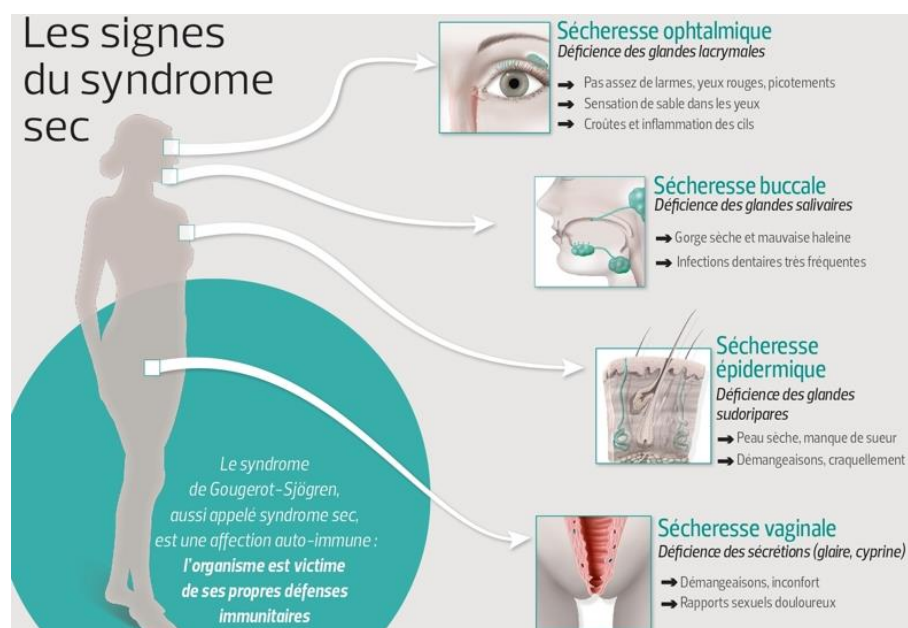 Les signes
du syndrome
sec
Sécheresse ophtalmique
Déficience des glandes lacrymales
➞ Pas assez de larmes, yeux rouges, picotements
➞ Sensation de sable dans les yeux
➞ Croûtes et inflammation des cils
Sécheresse buccale
Déficience des glandes salivaires
➞ Gorge sèche et mauvaise haleine
➞ Infections dentaires très fréquentes
Sécheresse
épidermique
Déficience des glandes
sudoripares
➞ Peau sèche, manque de sueur
➞ Démangeaisons, craquellement
Sécheresse vaginale
Déficience des sécrétions (glaire, cyprine)
➞ Démangeaisons, inconfort
➞ Rapports sexuels douloureux
Le syndrome
de Gougerot-Sjögren,
aussi appelé syndrome sec,
est une affection auto-immune :
l'organisme est victime
de ses propres défenses
immunitaires